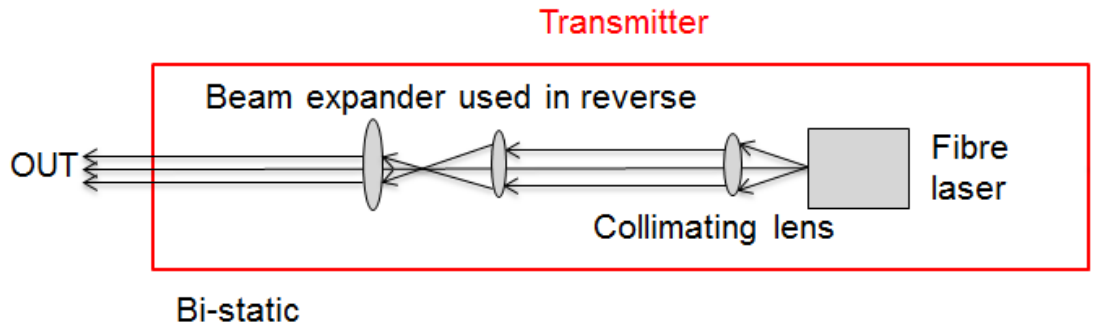 Transmitter
Beam expander used in reverse
OUT
Fibre
laser
Collimating lens
Bi-static